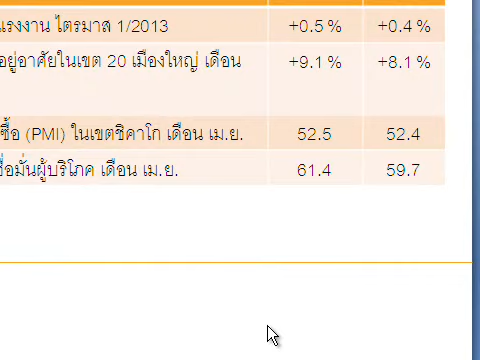 แรงงาน ไตรมาส 1/2013 +0.5 % +0.4 %
อยู่อาศัยในเขต 20 เมืองใหญ่ เดือน +9.1 % +8.1 %
ซื้อ (PMI) ในเขตชิคาโก เดือน เม.ย. 52.5 52.4
ชื่อมั่นผู้บริโภค เดือน เม.ย. 61.4 59.7